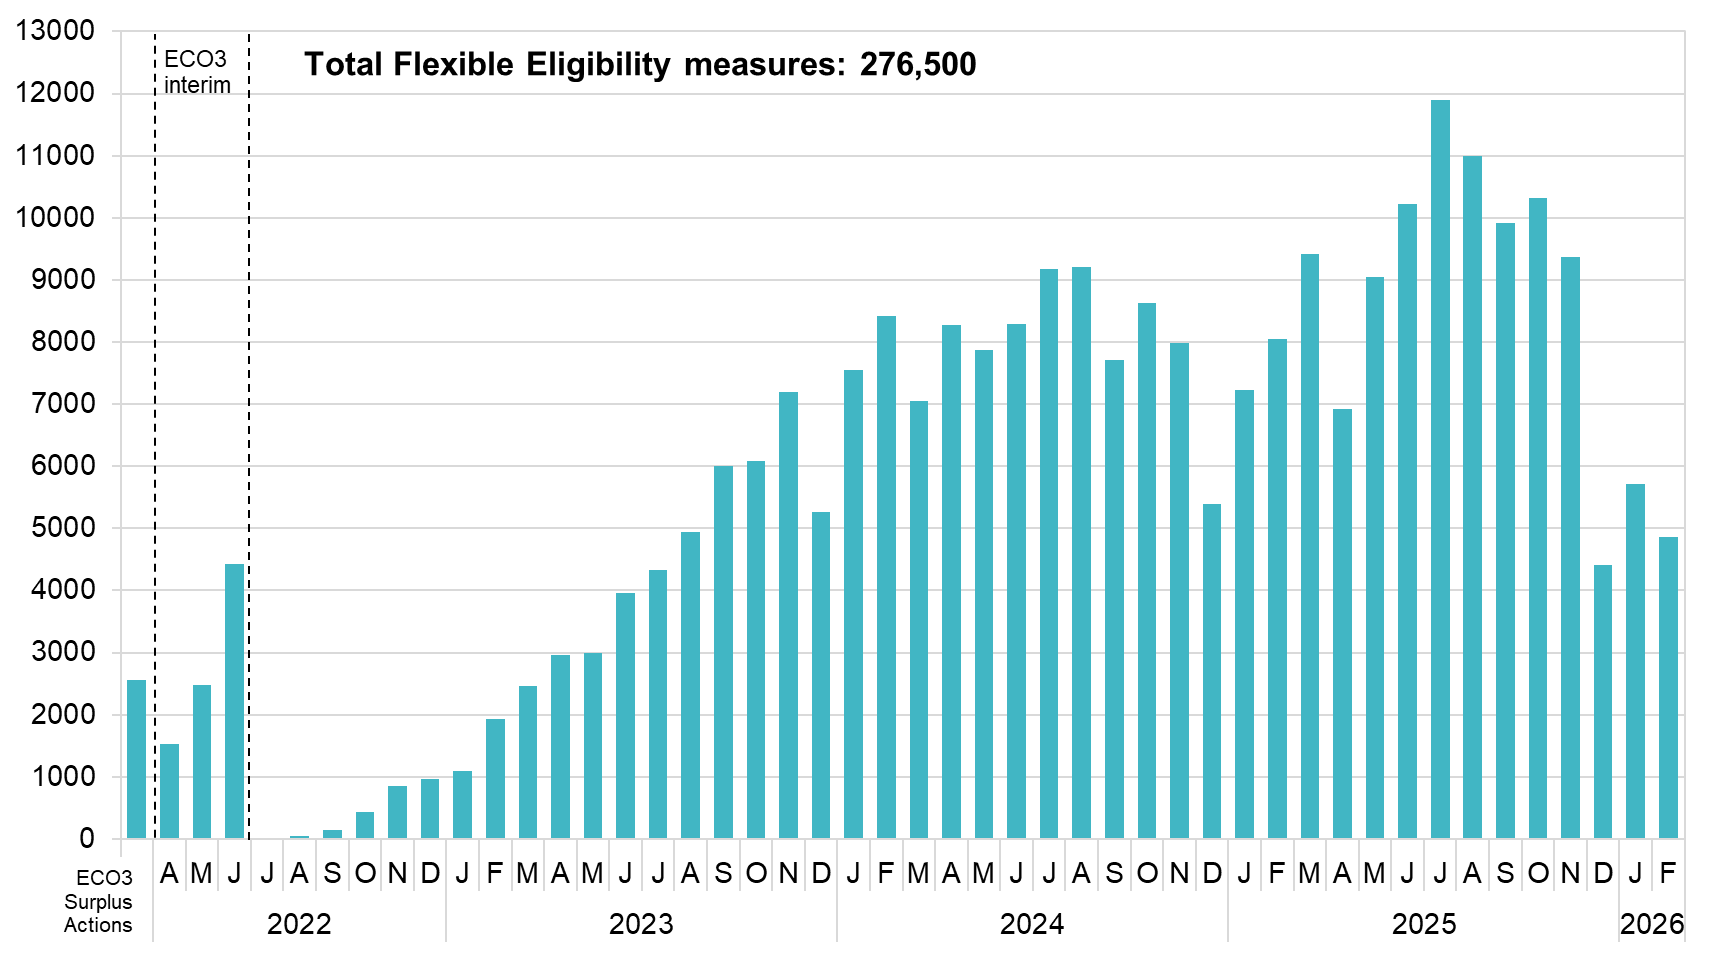 13000
12000
11000
10000
9000
8000
7000
6000
5000
4000
3000
2000
1000
0
ECO3
interim
Total Flexible Eligibility measures: 276,500
ECO3
Surplus
Actions
A M J J A S O N D J F M A M J J A S O N D J F M A M J J A S O N D J F M A M J J A S O N D J F
2022 2023 2024 2025 2026